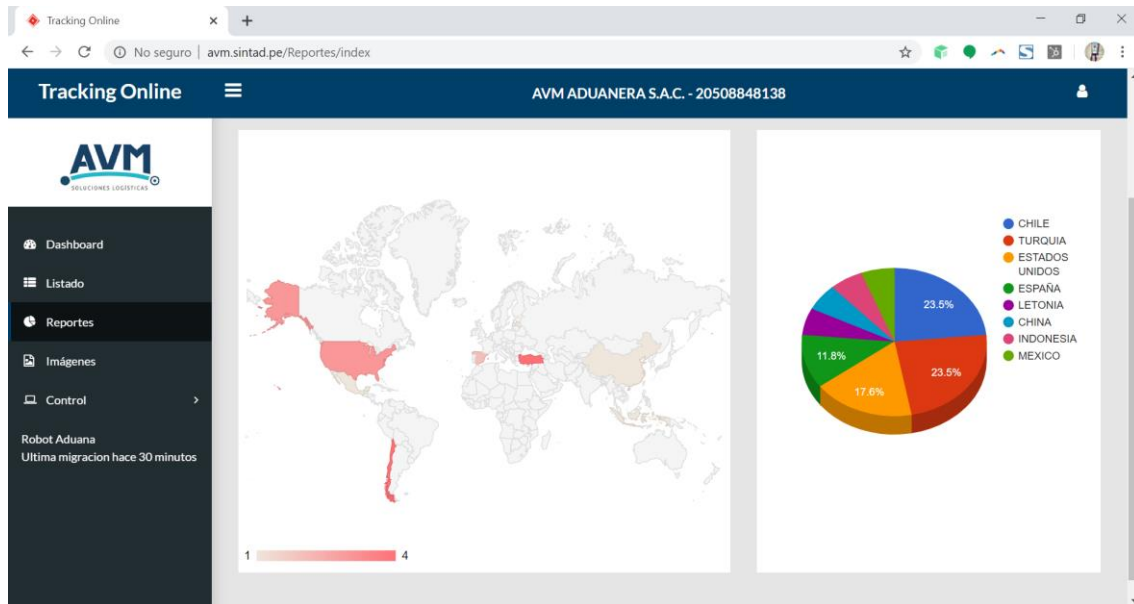 Tracking Online
No seguro | avm.sintad.pe/Reportes/index
Tracking Online
AVM ADUANERA S.A.C. - 20508848138
AVM
SOLUCIONES LOGÍSTICAS
Dashboard
Listado
Reportes
Imágenes
Control
Robot Aduana
Ultima migracion hace 30 minutos
1
4
23.5%
23.5%
17.6%
11.8%
CHILE
TURQUIA
ESTADOS
UNIDOS
ESPAÑA
LETONIA
CHINA
INDONESIA
MEXICO